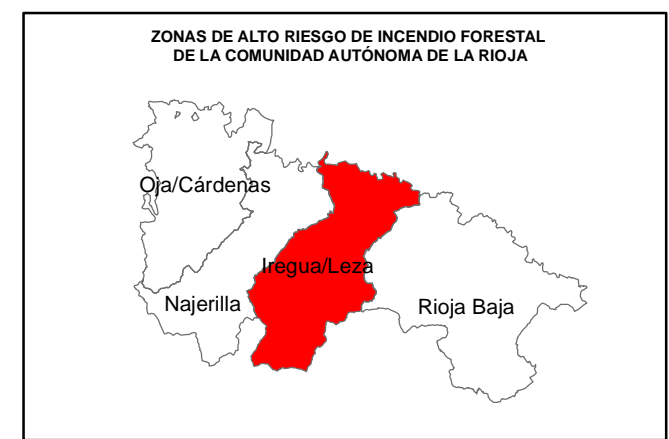 ZONAS DE ALTO RIESGO DE INCENDIO FORESTAL
DE LA COMUNIDAD AUTÓNOMA DE LA RIOJA
Oja/Cárdenas
Iregua/Leza
Najerilla
Rioja Baja